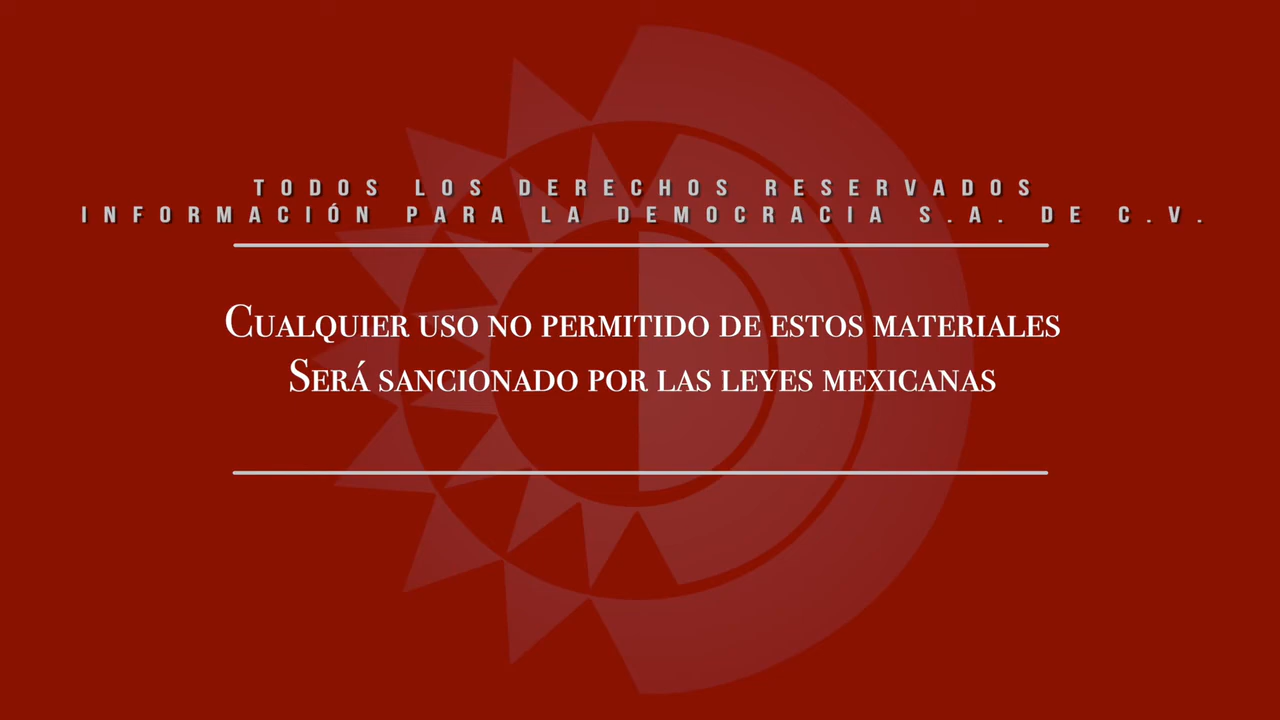 TODOS LOS DERECHOS RESERVADOS
INFORMACIÓN PARA LA DEMOCRACIA S.A. DE C.V.
Cualquier uso no permitido de estos materiales
Será sancionado por las leyes mexicanas